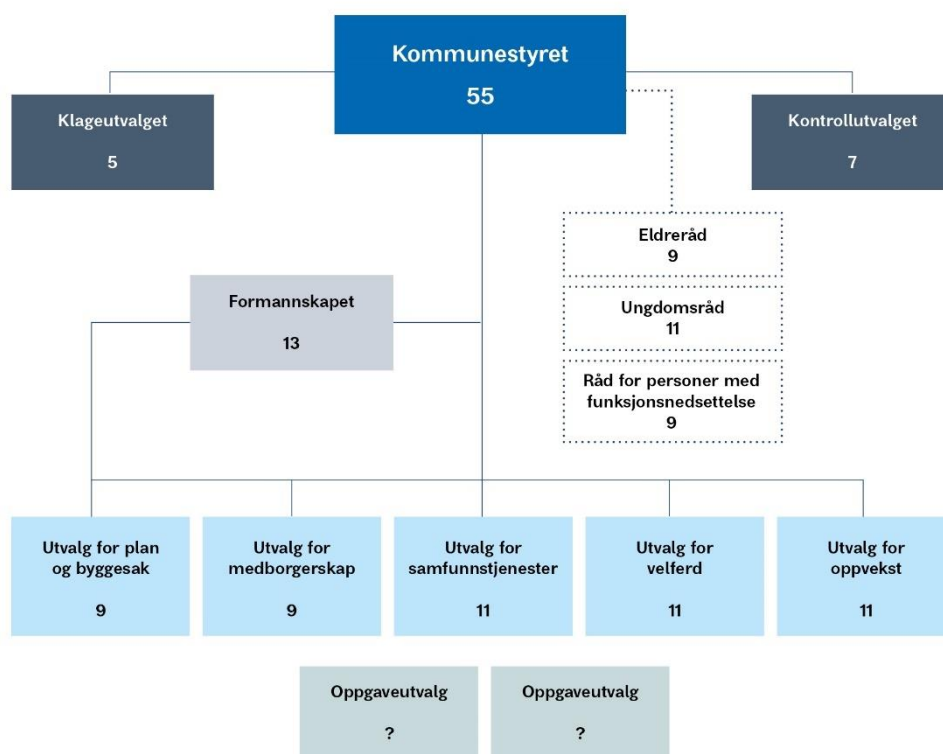 Kommunestyret
55
Klageutvalget
5
Kontrollutvalget
7
Eldreråd
9
Ungdomsråd
11
Råd for personer med
funksjonsnedsettelse
9
Formannskapet
13
Utvalg for plan
og byggesak
9
Utvalg for
medborgerskap
9
Utvalg for
samfunnstjenester
11
Utvalg for
velferd
11
Utvalg for
oppvekst
11
Oppgaveutvalg
?
Oppgaveutvalg
?